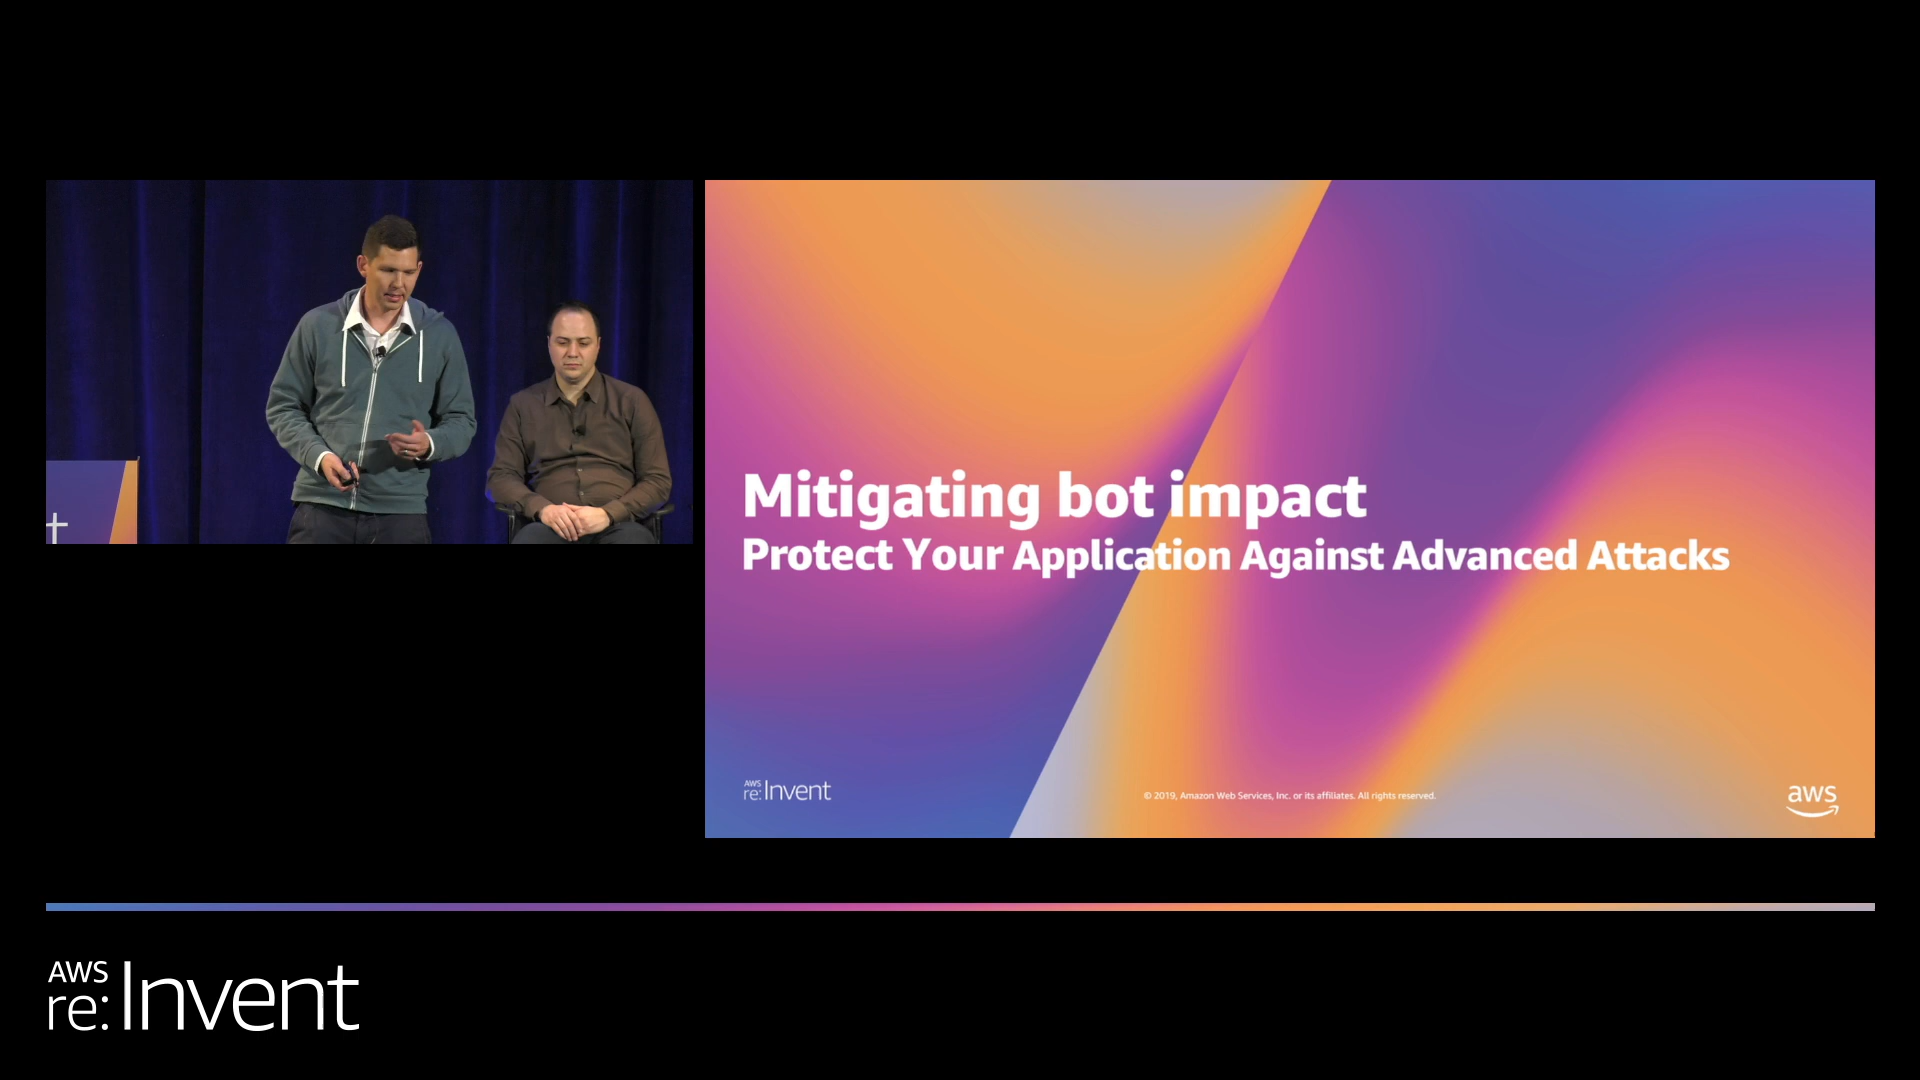 Mitigating bot impact
Protect Your Application Against Advanced Attacks
AWS
re:Invent
© 2019, Amazon Web Services, Inc. or its affiliates. All rights reserved.
aws
t
AWS
re:Invent